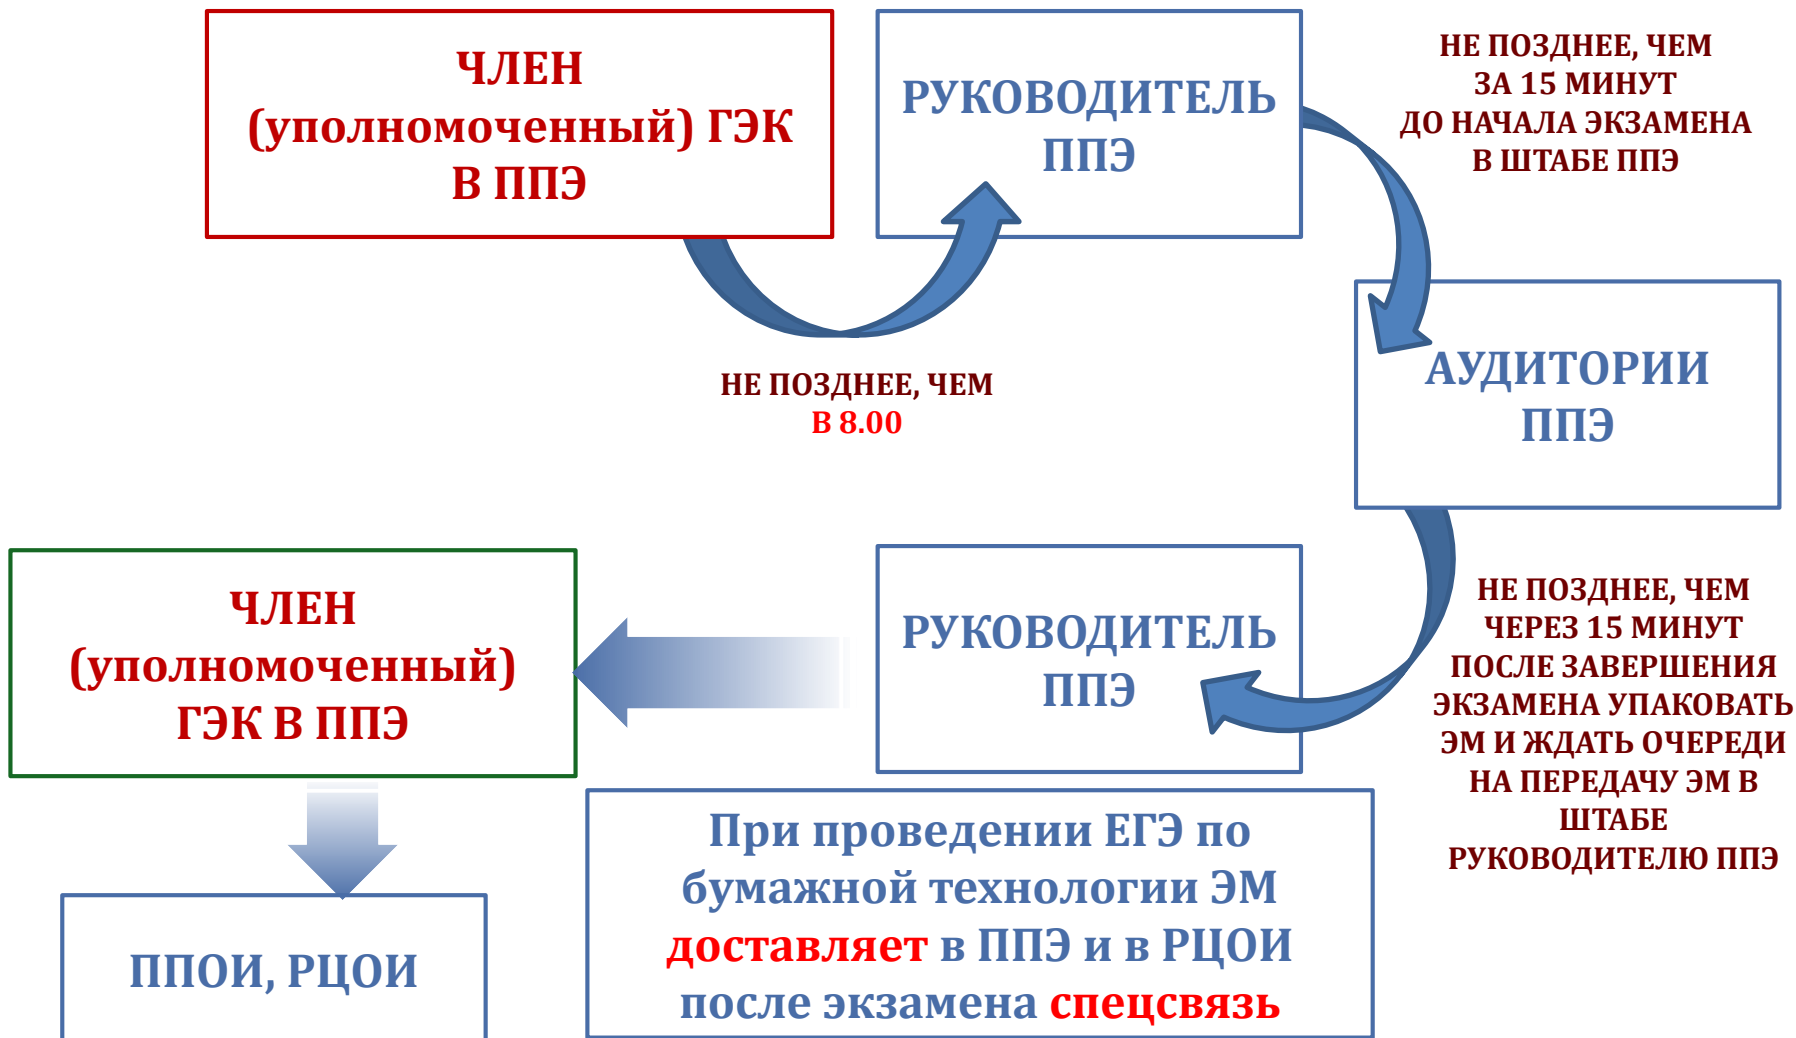 ЧЛЕН
(уполномоченный) ГЭК
В ППЭ
РУКОВОДИТЕЛЬ
ППЭ
НЕ ПОЗДНЕЕ, ЧЕМ
ЗА 15 МИНУТ
ДО НАЧАЛА ЭКЗАМЕНА
В ШТАБЕ ППЭ
НЕ ПОЗДНЕЕ, ЧЕМ
В 8.00
АУДИТОРИИ
ППЭ
ЧЛЕН
(уполномоченный)
ГЭК В ППЭ
РУКОВОДИТЕЛЬ
ППЭ
НЕ ПОЗДНЕЕ, ЧЕМ
ЧЕРЕЗ 15 МИНУТ
ПОСЛЕ ЗАВЕРШЕНИЯ
ЭКЗАМЕНА УПАКОВАТЬ
ЭМ И ЖДАТЬ ОЧЕРЕДИ
НА ПЕРЕДАЧУ ЭМ В
ШТАБЕ
РУКОВОДИТЕЛЮ ППЭ
ППОИ, РЦОИ
При проведении ЕГЭ по
бумажной технологии ЭМ
доставляет в ППЭ и в РЦОИ
после экзамена спецсвязь